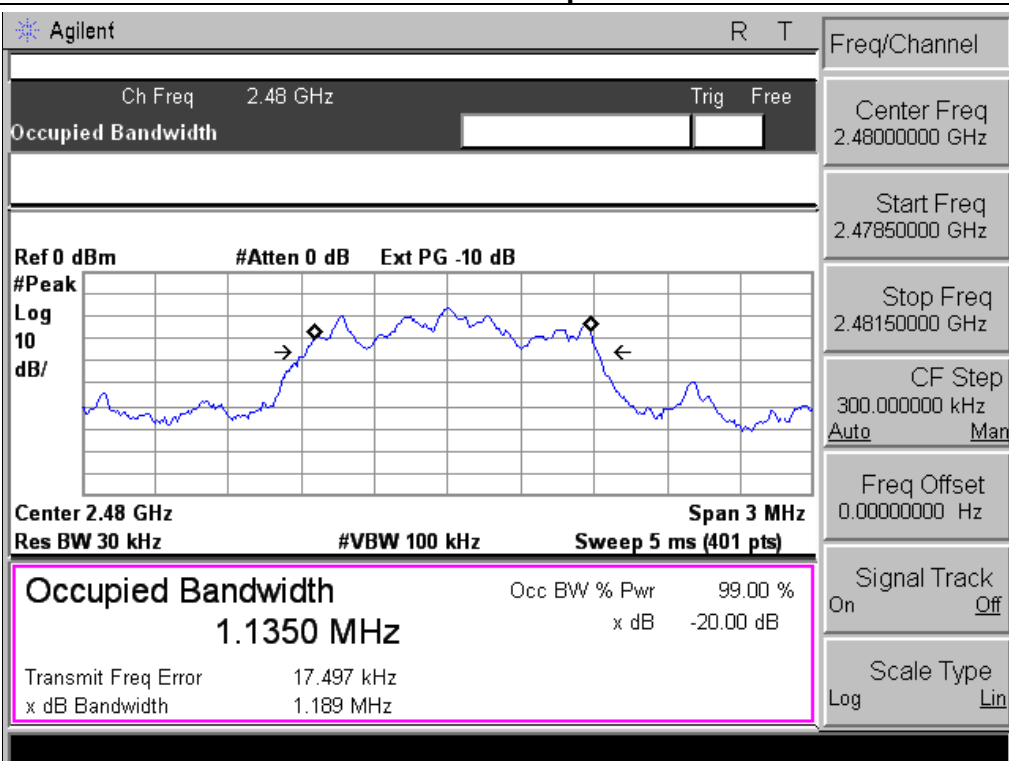 Agilent R T
Ch Freq 2.48 GHz Trig Free
Occupied Bandwidth
Ref 0 dBm #Atten 0 dB Ext PG -10 dB
#Peak
Log
10
dB/
Center 2.48 GHz Span 3 MHz
Res BW 30 kHz #VBW 100 kHz Sweep 5 ms (401 pts)
Occupied Bandwidth Occ BW % Pwr 99.00 %
1.1350 MHz x dB -20.00 dB
Transmit Freq Error 17.497 kHz
x dB Bandwidth 1.189 MHz
Freq/Channel
Center Freq
2.48000000 GHz
Start Freq
2.47850000 GHz
Stop Freq
2.48150000 GHz
CF Step
300.000000 kHz
Auto Man
Freq Offset
0.00000000 Hz
Signal Track
On Off
Scale Type
Log Lin